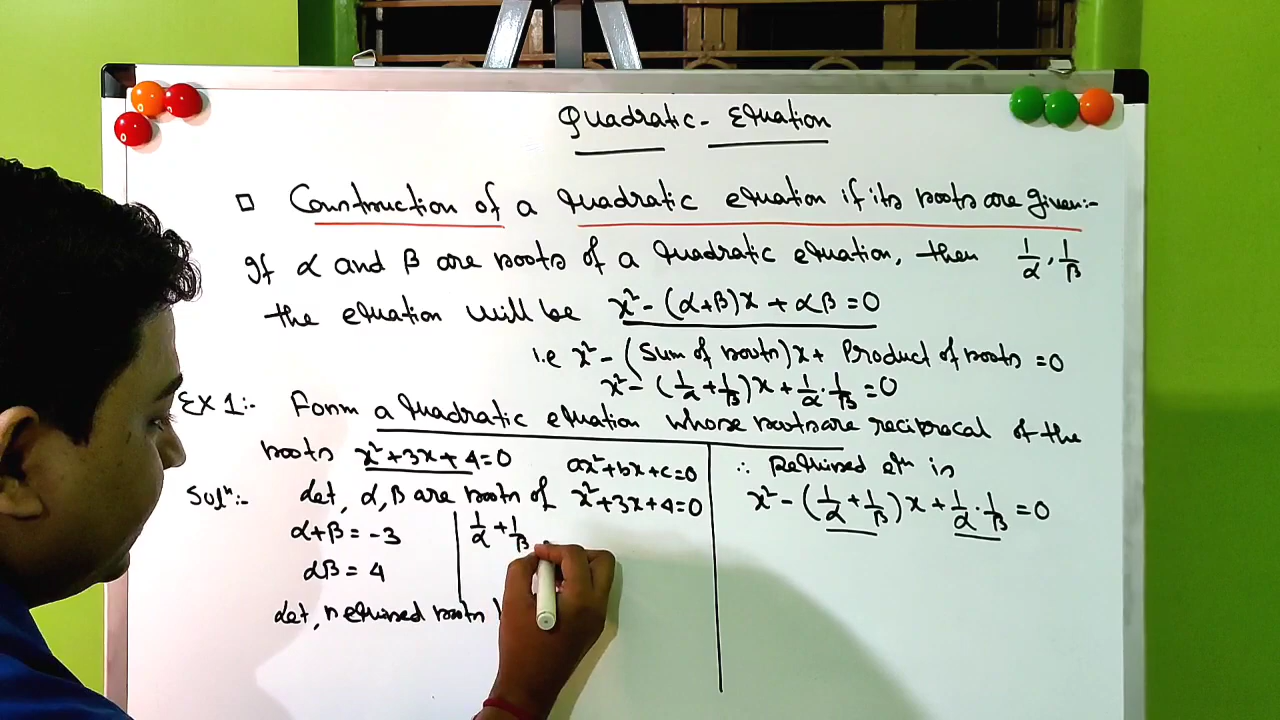 Quadratic - Equation
□ Construction of a Quadratic equation if its roots are given:-
If α and β are roots of a Quadratic equation, then 1/α, 1/β
the equation will be x² - (α+β)x + αβ = 0
i.e x² - (Sum of roots)x + Product of roots = 0
x² - (1/α + 1/β)x + 1/α · 1/β = 0
EX 1:- Form a Quadratic equation whose roots are reciprocal of the
roots x² + 3x + 4 = 0
ax² + bx + c = 0
Solⁿ:- Let, α, β are roots of x² + 3x + 4 = 0
α + β = -3
αβ = 4
Let, required roots
1/α + 1/β
∴ Required eqⁿ is
x² - (1/α + 1/β)x + 1/α · 1/β = 0